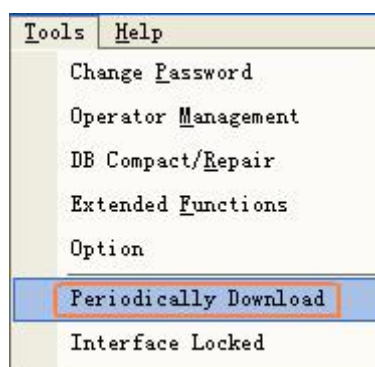 Tools Help
Change Password
Operator Management
DB Compact/Repair
Extended Functions
Option
Periodically Download
Interface Locked